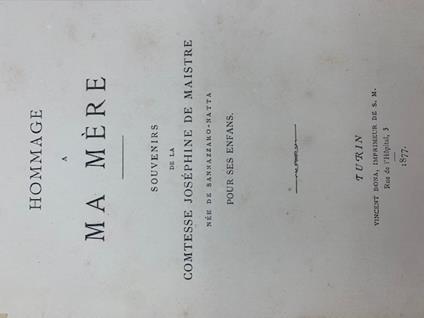 HOMMAGE
A
MA MÈRE
SOUVENIRS
DE LA
COMTESSE JOSÉPHINE DE MAISTRE
NÉE DE SANNAZZARO-NATTA
POUR SES ENFANS.
TURIN
VINCENT BONA, IMPRIMEUR DE S. M.
Rue de l'Hôpital, 3
1877.